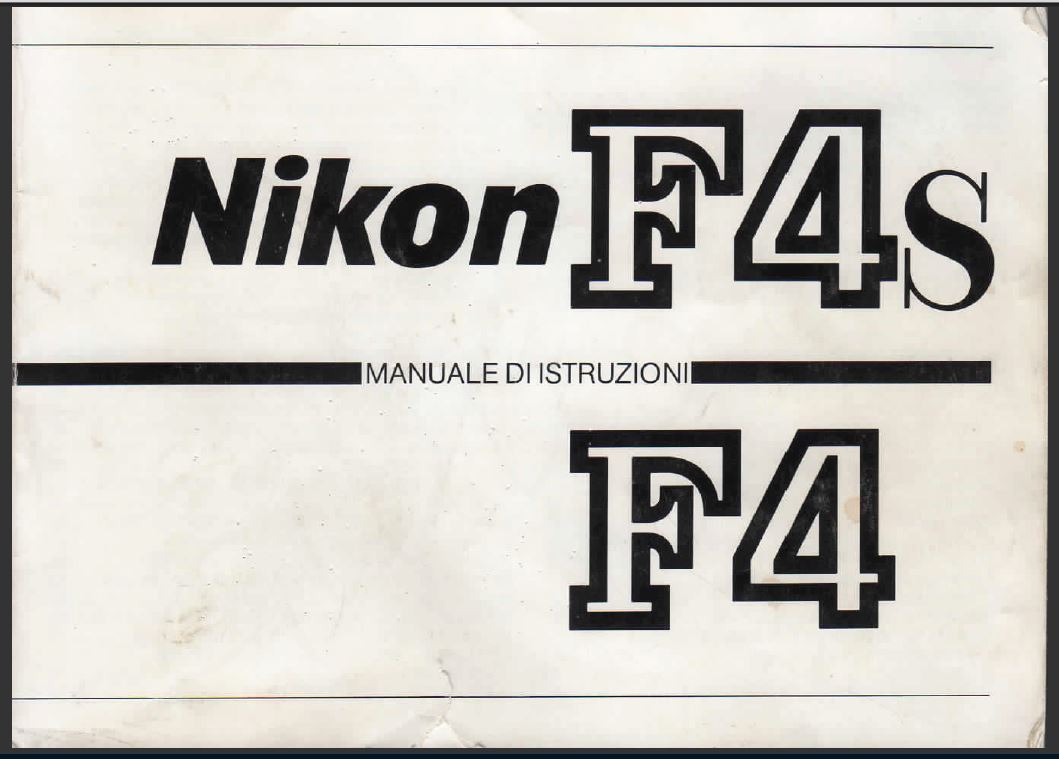 Nikon F4s
MANUALE DI ISTRUZIONI
F4